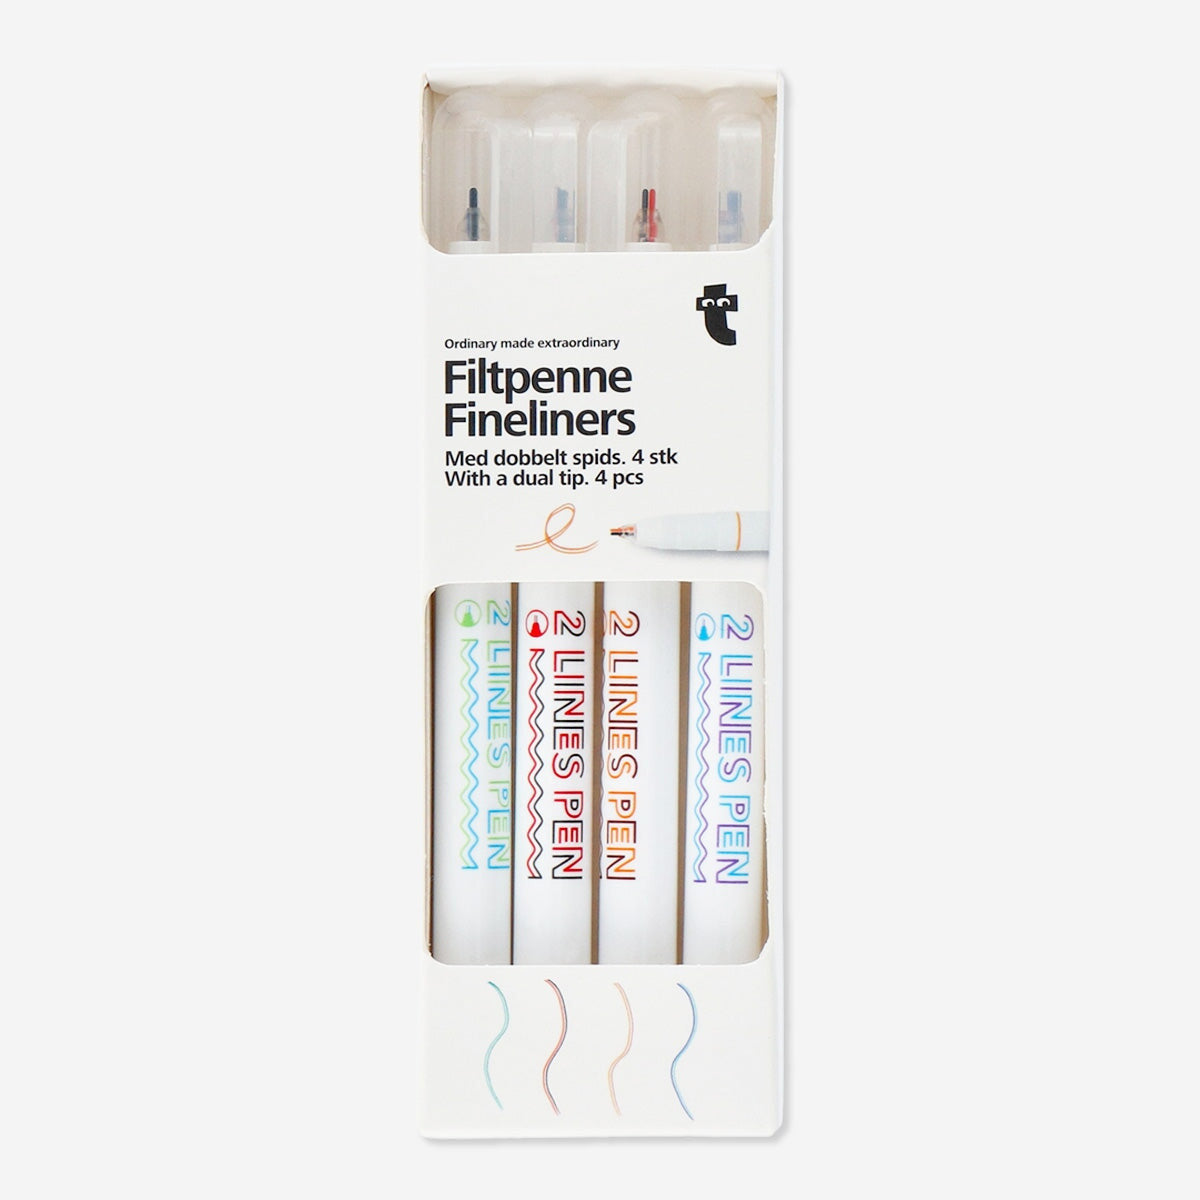 t
Ordinary made extraordinary
Filtpenne
Fineliners
Med dobbelt spids. 4 stk
With a dual tip. 4 pcs
2 LINES PEN
2 LINES PEN
2 LINES PEN
2 LINES PEN